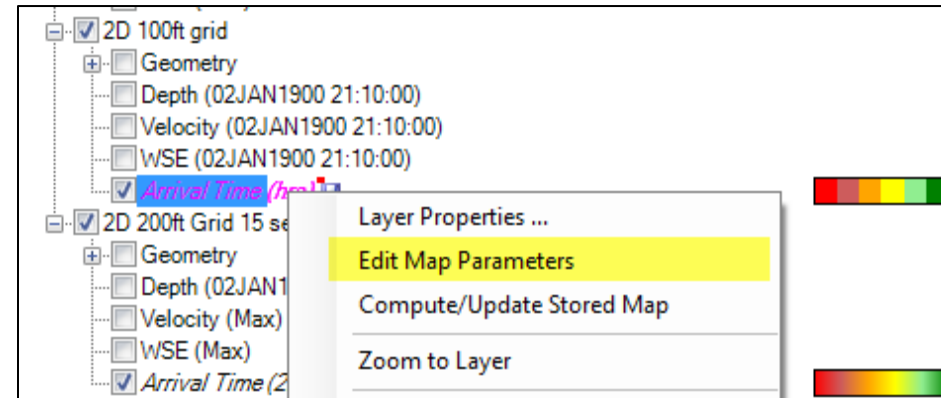 2D 100ft grid
Geometry
Depth (02JAN1900 21:10:00)
Velocity (02JAN1900 21:10:00)
WSE (02JAN1900 21:10:00)
Arrival Time (hrs)
2D 200ft Grid 15 se
Geometry
Depth (02JAN1
Velocity (Max)
WSE (Max)
Arrival Time (2
Layer Properties ...
Edit Map Parameters
Compute/Update Stored Map
Zoom to Layer